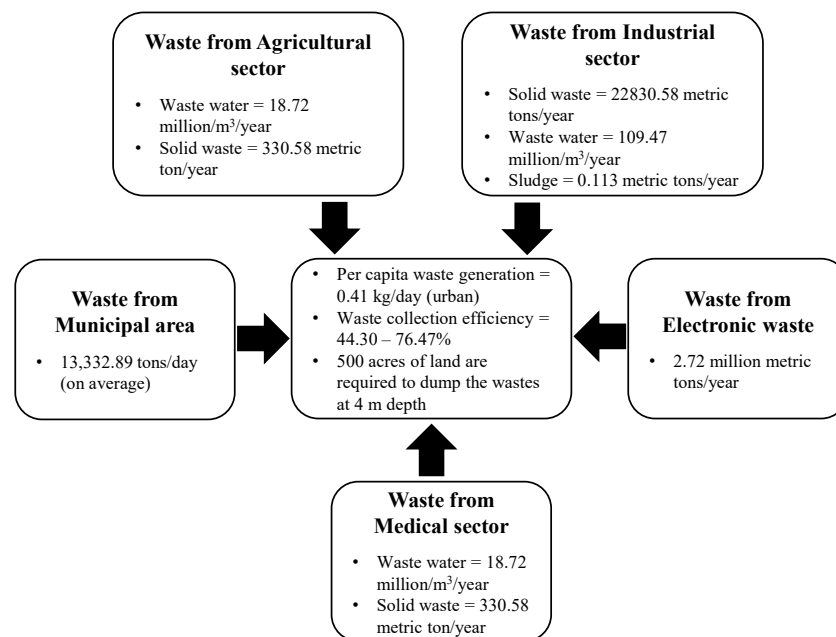 Waste from Agricultural
sector
• Waste water = 18.72
million/m³/year
• Solid waste = 330.58 metric
ton/year
Waste from Industrial
sector
• Solid waste = 22830.58 metric
tons/year
• Waste water = 109.47
million/m³/year
• Sludge = 0.113 metric tons/year
Waste from
Municipal area
• 13,332.89 tons/day
(on average)
• Per capita waste generation =
0.41 kg/day (urban)
• Waste collection efficiency =
44.30 – 76.47%
• 500 acres of land are
required to dump the wastes
at 4 m depth
Waste from
Electronic waste
• 2.72 million metric
tons/year
Waste from
Medical sector
• Waste water = 18.72
million/m³/year
• Solid waste = 330.58
metric ton/year